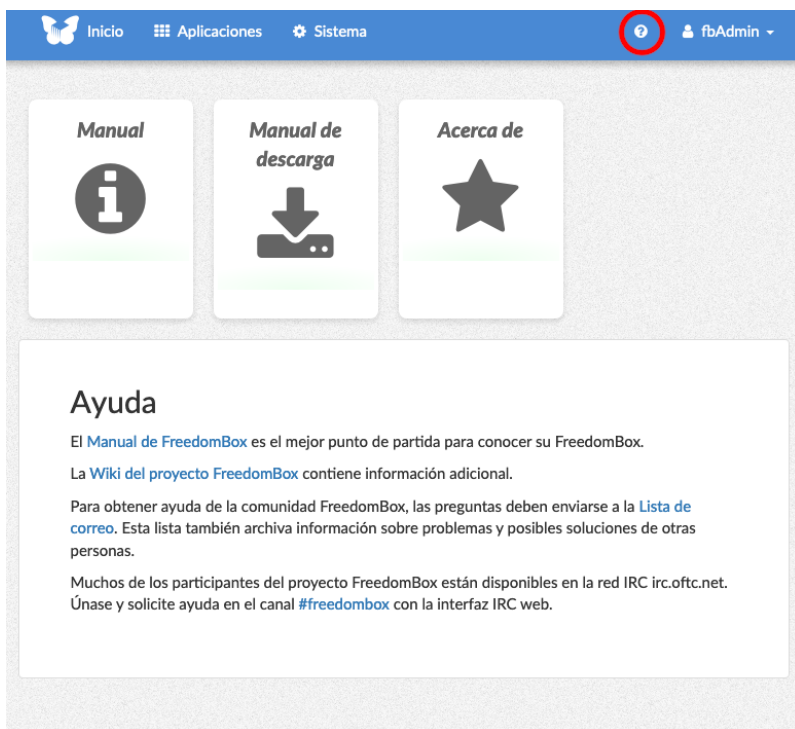 Inicio Aplicaciones Sistema fbAdmin
Manual
Manual de
descarga
Acerca de
Ayuda
El Manual de FreedomBox es el mejor punto de partida para conocer su FreedomBox.
La Wiki del proyecto FreedomBox contiene información adicional.
Para obtener ayuda de la comunidad FreedomBox, las preguntas deben enviarse a la Lista de
correo. Esta lista también archiva información sobre problemas y posibles soluciones de otras
personas.
Muchos de los participantes del proyecto FreedomBox están disponibles en la red IRC irc.oftc.net.
Únase y solicite ayuda en el canal #freedombox con la interfaz IRC web.